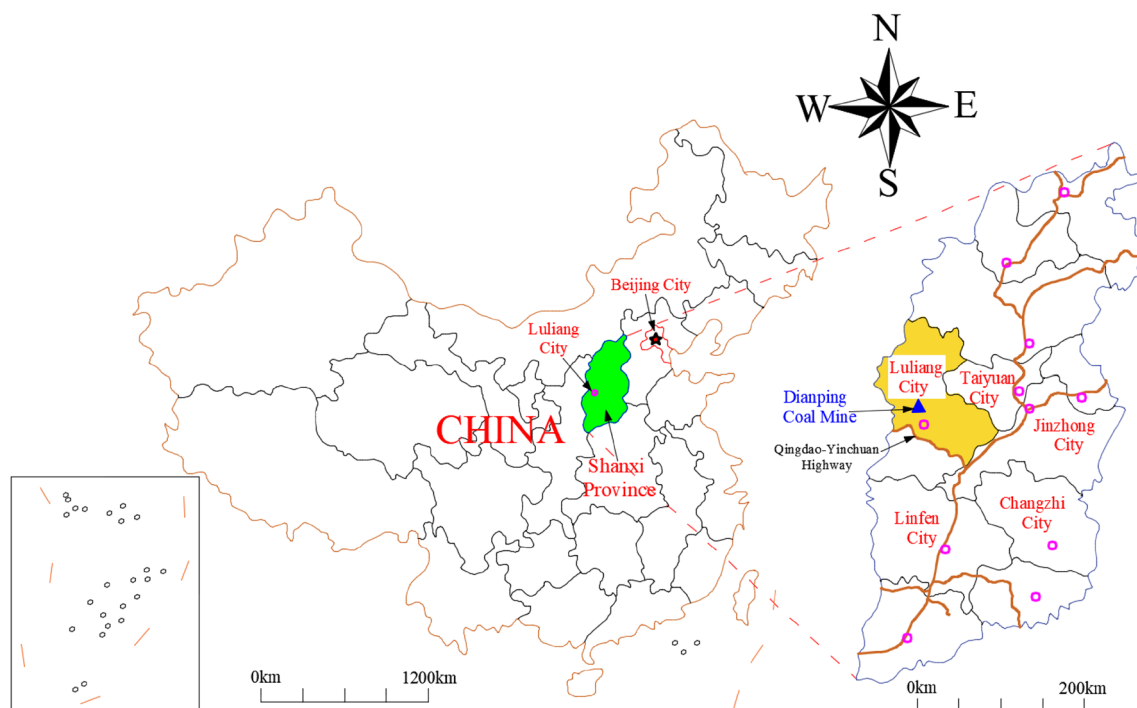 N
W
E
S
Beijing City
Luliang
City
CHINA
Shanxi
Province
Luliang
City
Taiyuan
City
Dianping
Coal Mine
Jinzhong
City
Qingdao-Yinchuan
Highway
Changzhi
City
Linfen
City
0km
1200km
0km
200km